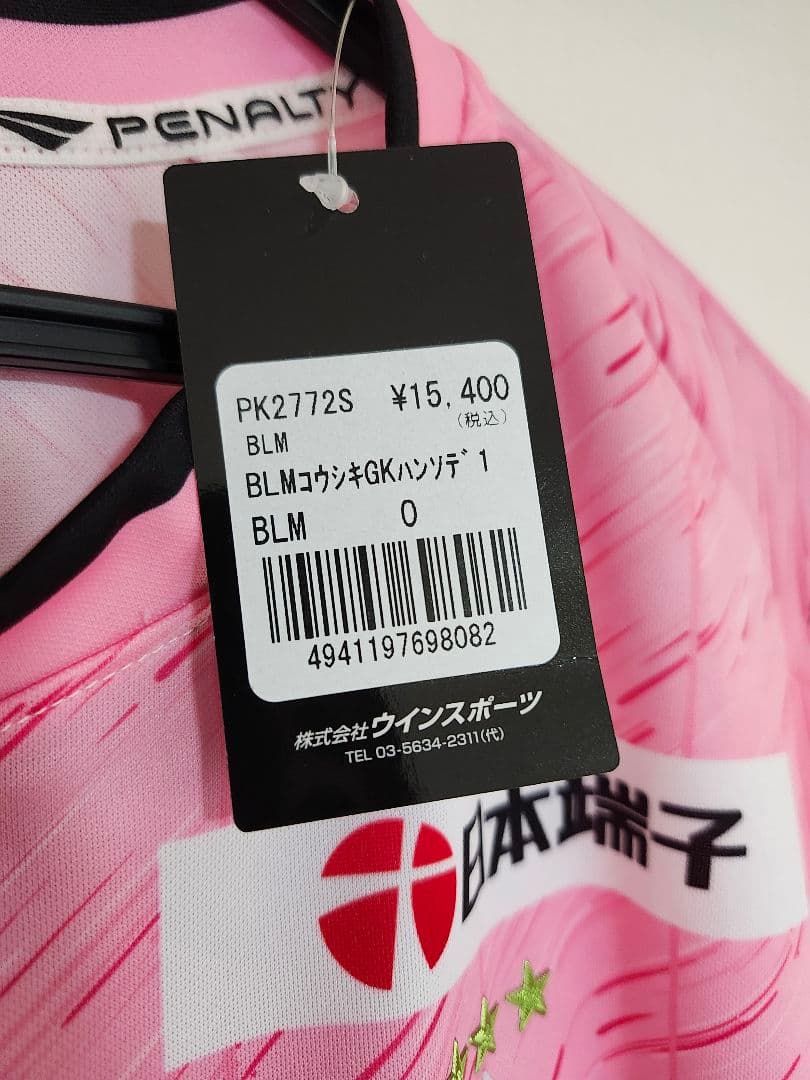 PENALTY
PK2772S ¥15,400
(税込)
BLM
BLMコウシキGKハンソデ 1
BLM 0
4941197698082
株式会社ウインスポーツ
TEL 03-5634-2311(代)
日本端子